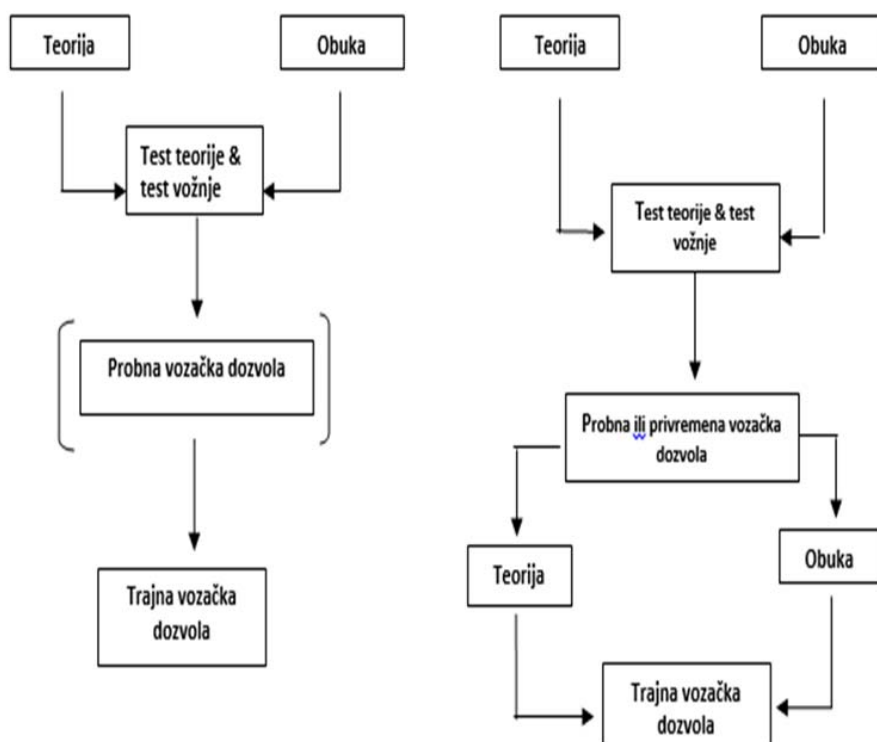 Teorija
Obuka
Test teorije &
test vožnje
Probna vozačka dozvola
Trajna vozačka
dozvola
Teorija
Obuka
Test teorije & test
vožnje
Probna ili privremena vozačka
dozvola
Teorija
Obuka
Trajna vozačka
dozvola